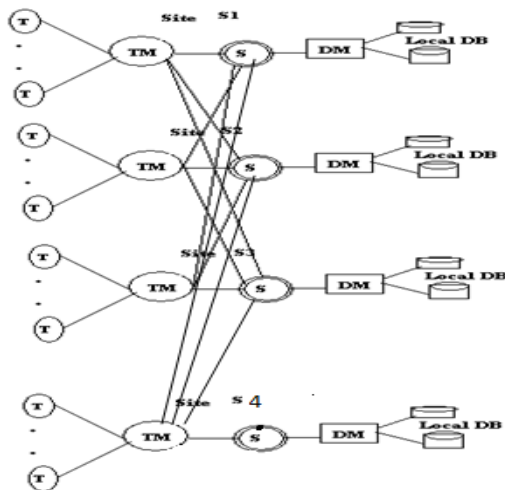 Site S1
T
TM
S
DM
Local DB
T
Site S2
T
TM
S
DM
Local DB
T
Site S3
T
TM
S
DM
Local DB
T
Site S 4
T
TM
S
DM
Local DB
T